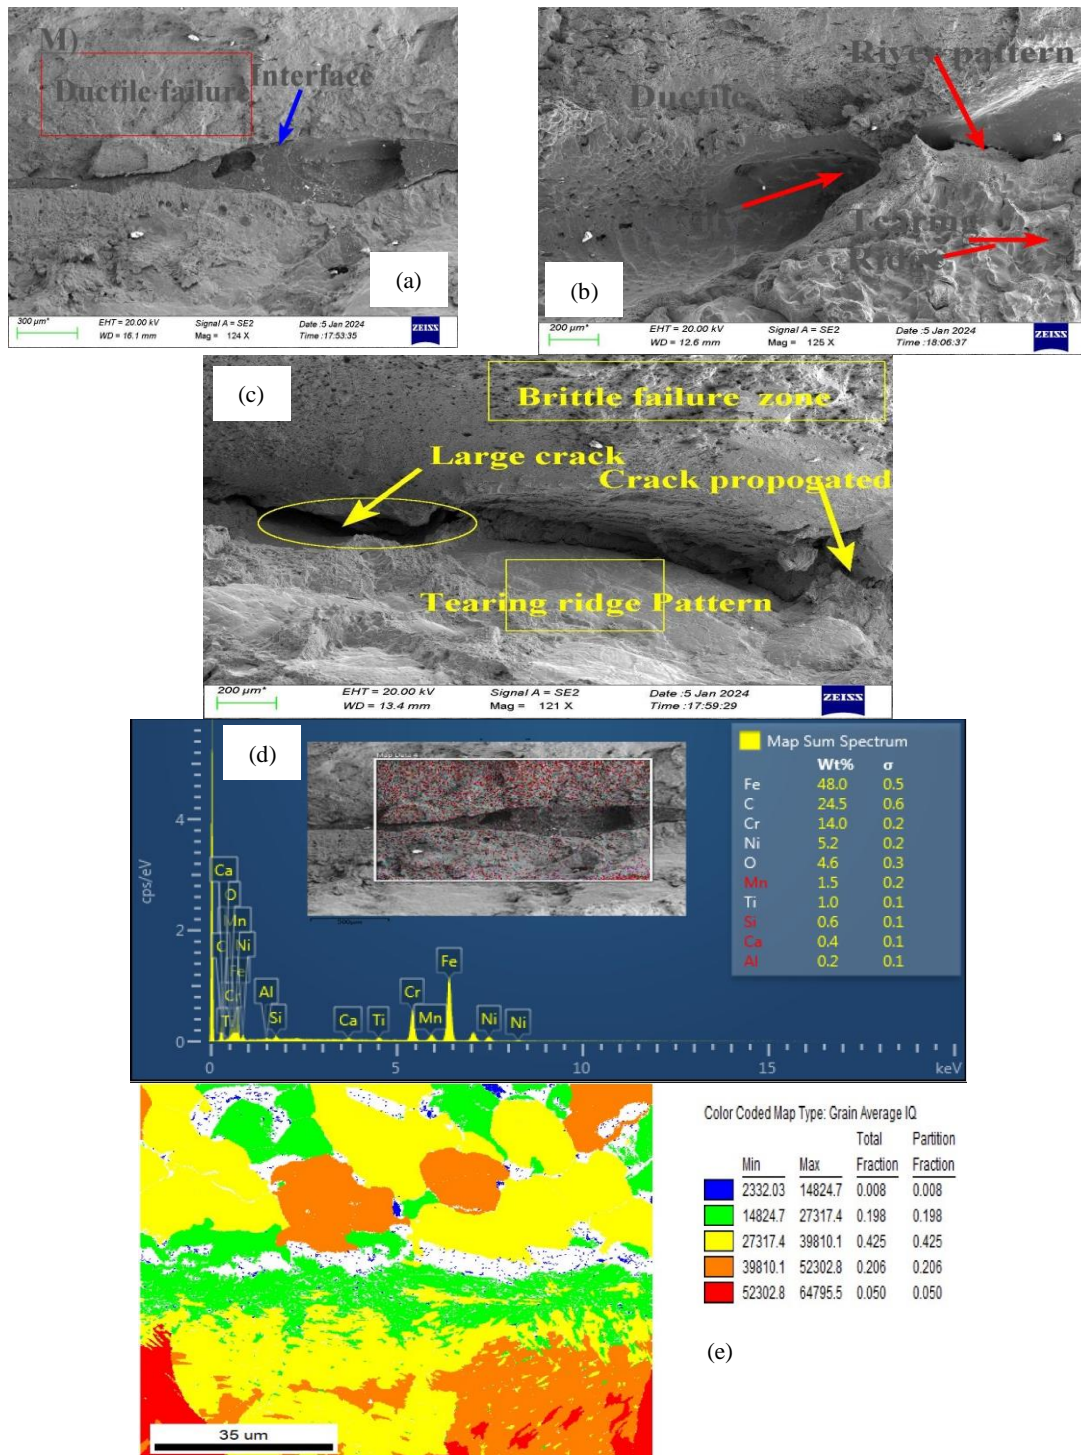 M)
Ductile failure
Interface
(a)
300 µm*
EHT = 20.00 kV
WD = 16.1 mm
Signal A = SE2
Mag = 124 X
Date :5 Jan 2024
Time :17:53:35
ZEISS
River pattern
Ductile
Tearing
Ridge
(b)
200 µm*
EHT = 20.00 kV
WD = 12.6 mm
Signal A = SE2
Mag = 125 X
Date :5 Jan 2024
Time :18:06:37
ZEISS
(c)
Brittle failure zone
Large crack
Crack propogated
Tearing ridge Pattern
200 µm*
EHT = 20.00 kV
WD = 13.4 mm
Signal A = SE2
Mag = 121 X
Date :5 Jan 2024
Time :17:59:29
ZEISS
(d)
Map Sum Spectrum
Wt% σ
Fe 48.0 0.5
C 24.5 0.6
Cr 14.0 0.2
Ni 5.2 0.2
O 4.6 0.3
Mn 1.5 0.2
Ti 1.0 0.1
Si 0.6 0.1
Ca 0.4 0.1
Al 0.2 0.1
cps/eV
4
2
0
Ca
O
Mn
C
Ni
Fe
Cr
Al
Si
Ca
Ti
Cr
Mn
Fe
Ni
Ni
0 5 10 15 keV
Color Coded Map Type: Grain Average IQ
Total Partition
Min Max Fraction Fraction
2332.03 14824.7 0.008 0.008
14824.7 27317.4 0.198 0.198
27317.4 39810.1 0.425 0.425
39810.1 52302.8 0.206 0.206
52302.8 64795.5 0.050 0.050
(e)
35 um